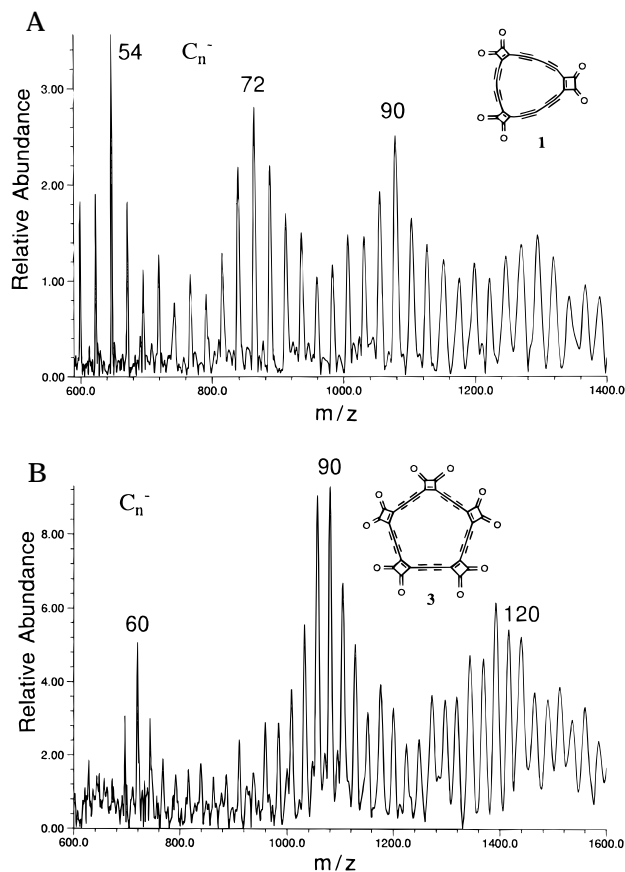 A
54
Cn-
72
90
O O
O
O
O
O
1
Relative Abundance
3.00
2.00
1.00
0.00
600.0 800.0 1000.0 1200.0 1400.0
m/z
B
90
Cn-
60
120
O O
O O
O O
O O
O O
3
Relative Abundance
8.00
6.00
4.00
2.00
0.00
600.0 800.0 1000.0 1200.0 1400.0 1600.0
m/z